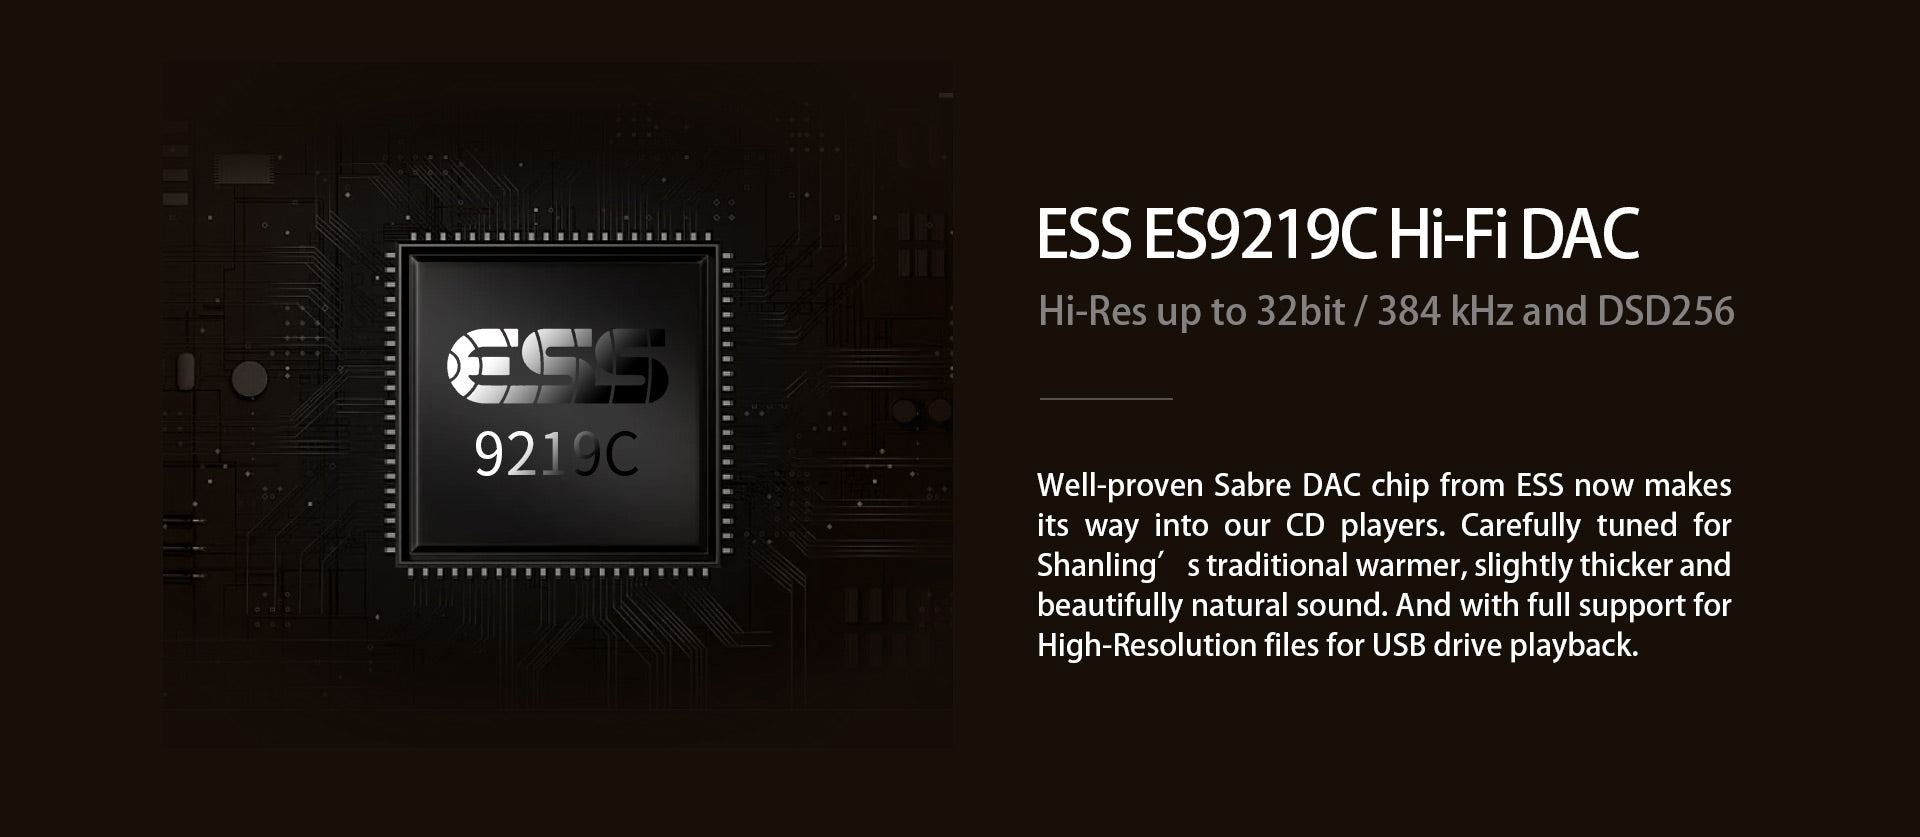 ESS
9219C
ESS ES9219C Hi-Fi DAC
Hi-Res up to 32bit / 384 kHz and DSD256
Well-proven Sabre DAC chip from ESS now makes
its way into our CD players. Carefully tuned for
Shanling′ s traditional warmer, slightly thicker and
beautifully natural sound. And with full support for
High-Resolution files for USB drive playback.